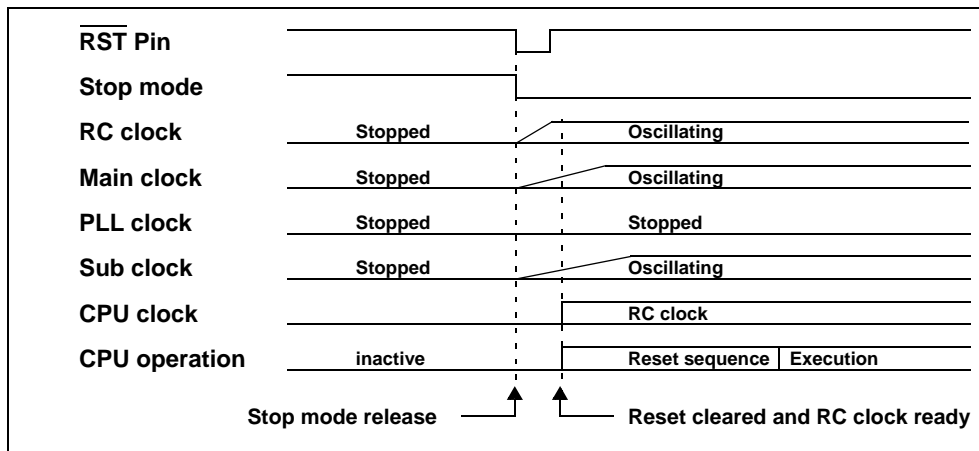 RST Pin
Stop mode
RC clock Stopped Oscillating
Main clock Stopped Oscillating
PLL clock Stopped Stopped
Sub clock Stopped Oscillating
CPU clock RC clock
CPU operation inactive Reset sequence Execution
Stop mode release Reset cleared and RC clock ready